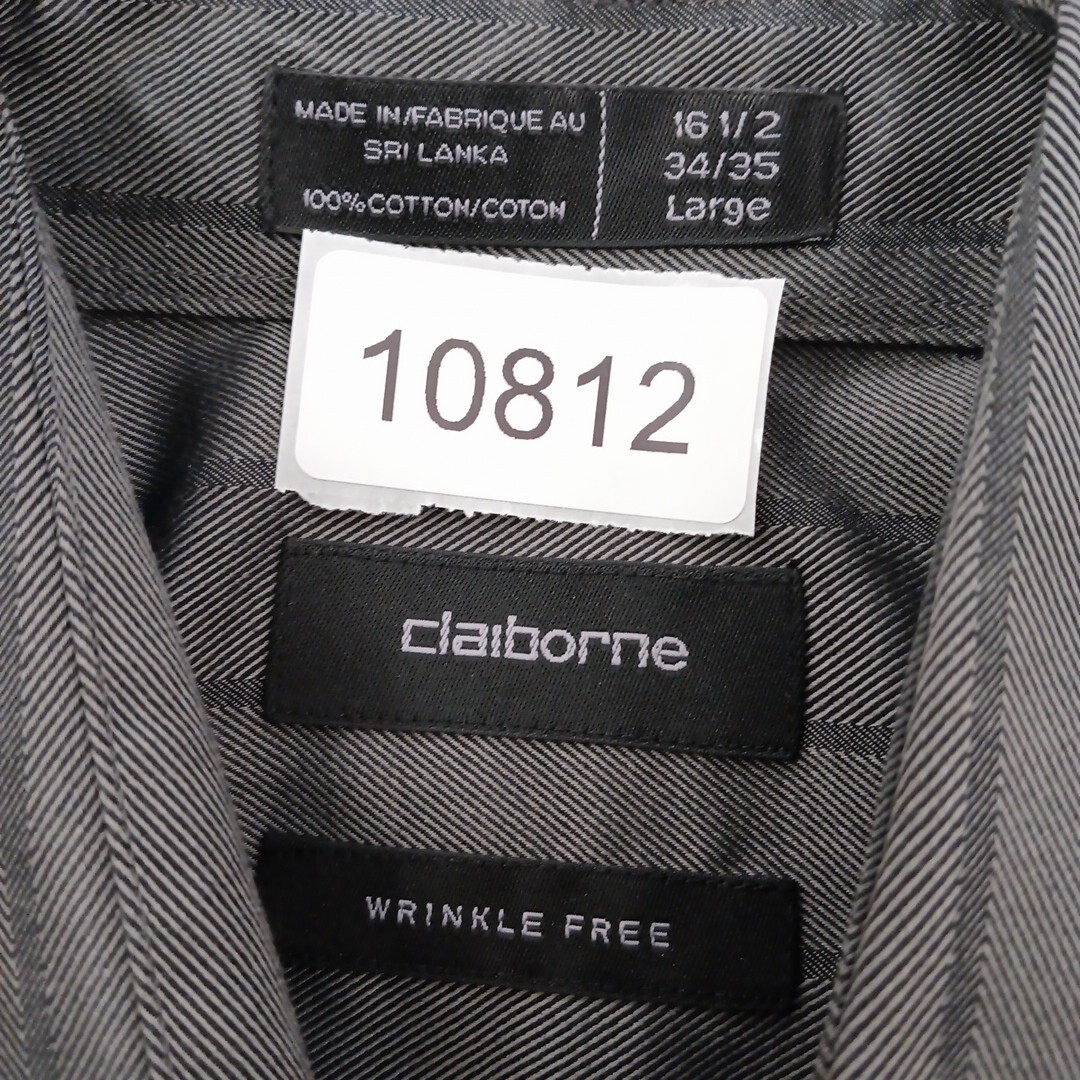 MADE IN/FABRIQUE AU
SRI LANKA
100% COTTON/COTON
16 1/2
34/35
Large
10812
claiborne
WRINKLE FREE